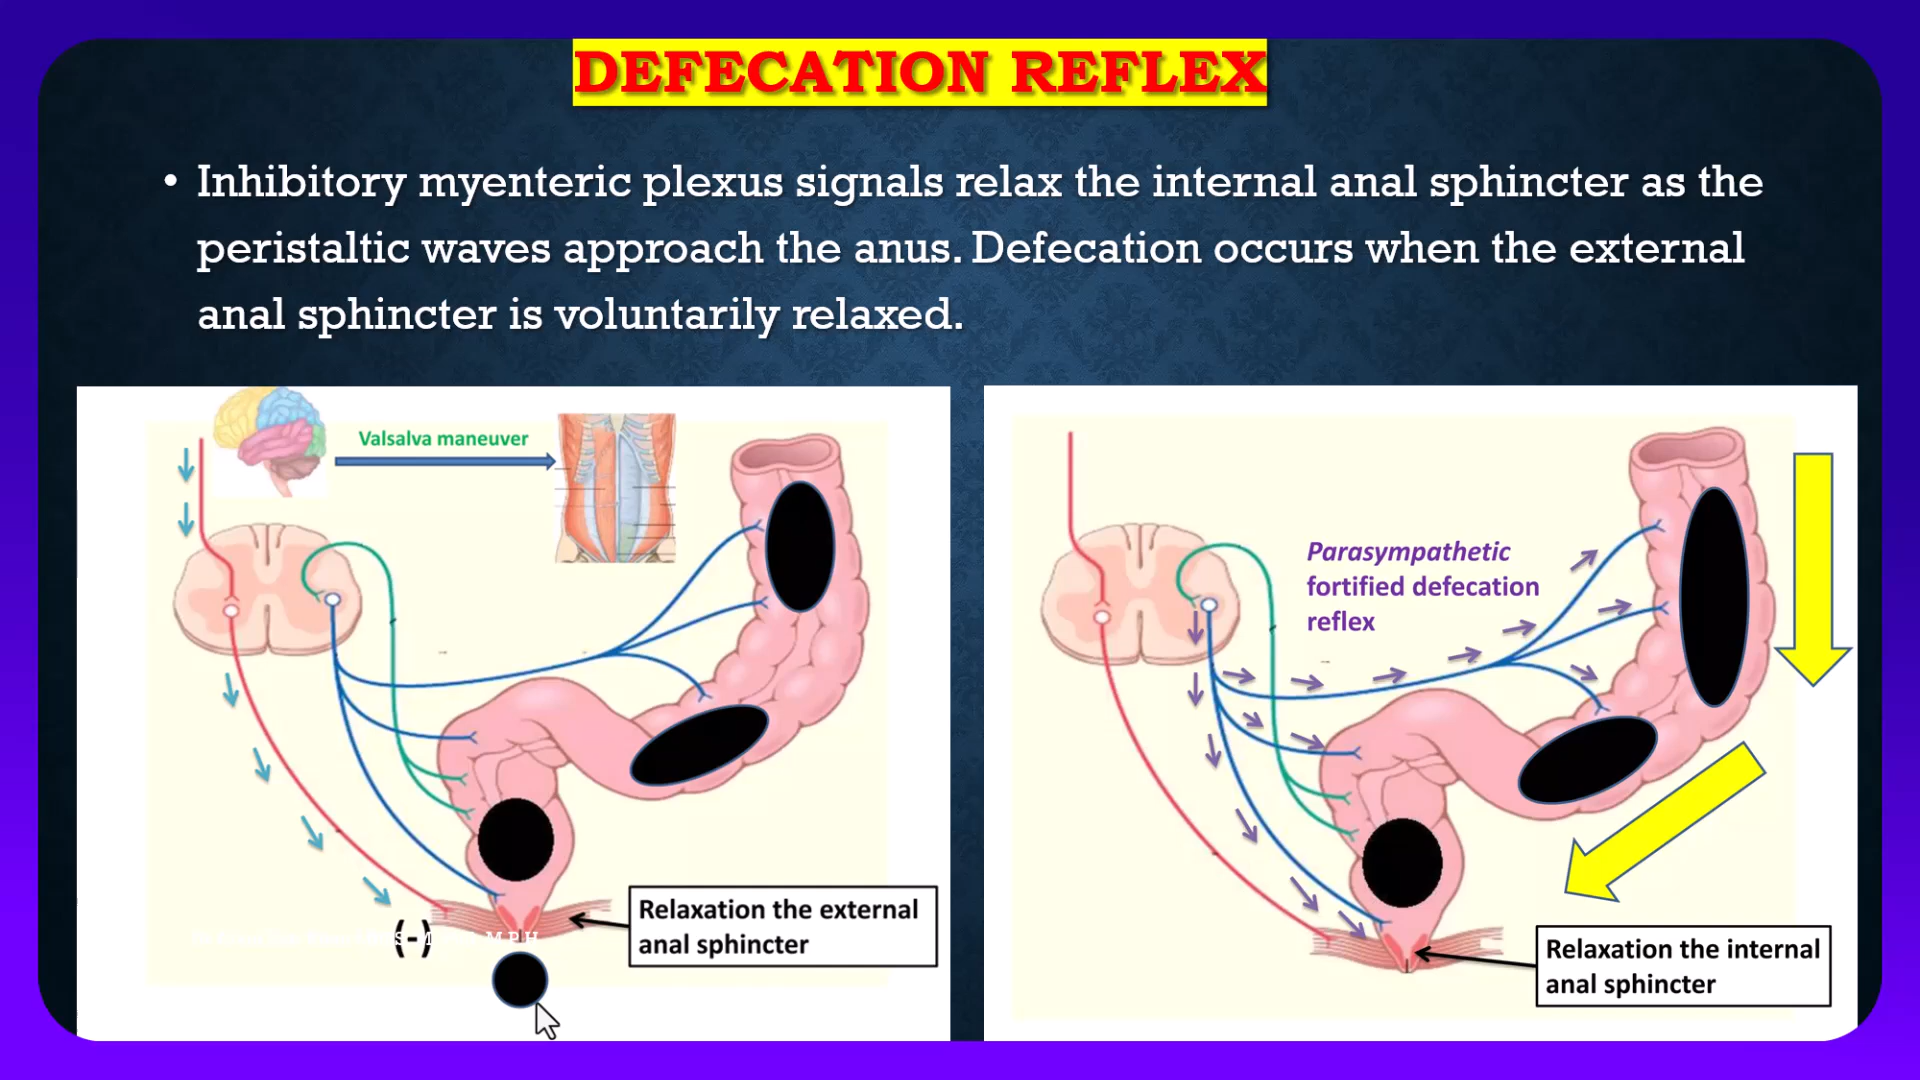 DEFECATION REFLEX
• Inhibitory myenteric plexus signals relax the internal anal sphincter as the
peristaltic waves approach the anus. Defecation occurs when the external
anal sphincter is voluntarily relaxed.
Valsalva maneuver
(-)
Relaxation the external
anal sphincter
Parasympathetic
fortified defecation
reflex
Relaxation the internal
anal sphincter